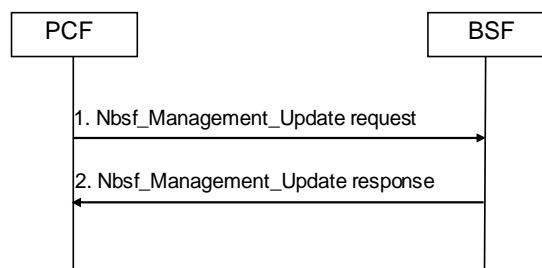 PCF
BSF
1. Nbsf_Management_Update request
2. Nbsf_Management_Update response